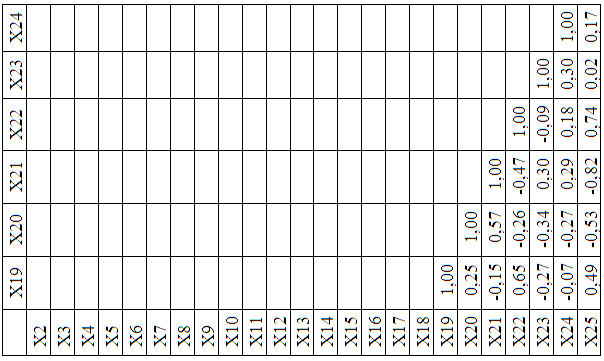 X19 X20 X21 X22 X23 X24
X2
X3
X4
X5
X6
X7
X8
X9
X10
X11
X12
X13
X14
X15
X16
X17
X18
X19 1,00
X20 0,25 1,00
X21 -0,15 0,57 1,00
X22 0,65 -0,26 -0,47 1,00
X23 -0,27 -0,34 0,30 -0,09 1,00
X24 -0,07 -0,27 0,29 0,18 0,30 1,00
X25 0,49 -0,53 -0,82 0,74 0,02 0,17